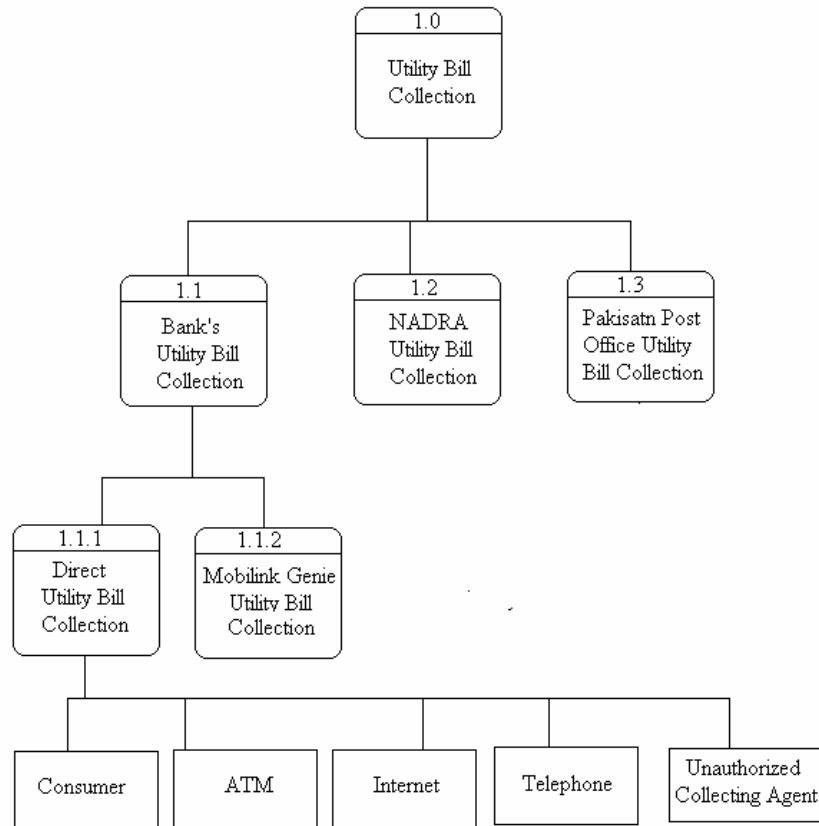 1.0
Utility Bill
Collection
1.1
Bank's
Utility Bill
Collection
1.2
NADRA
Utility Bill
Collection
1.3
Pakisatn Post
Office Utility
Bill Collection
1.1.1
Direct
Utility Bill
Collection
1.1.2
Mobilink Genie
Utility Bill
Collection
Consumer
ATM
Internet
Telephone
Unauthorized
Collecting Agent